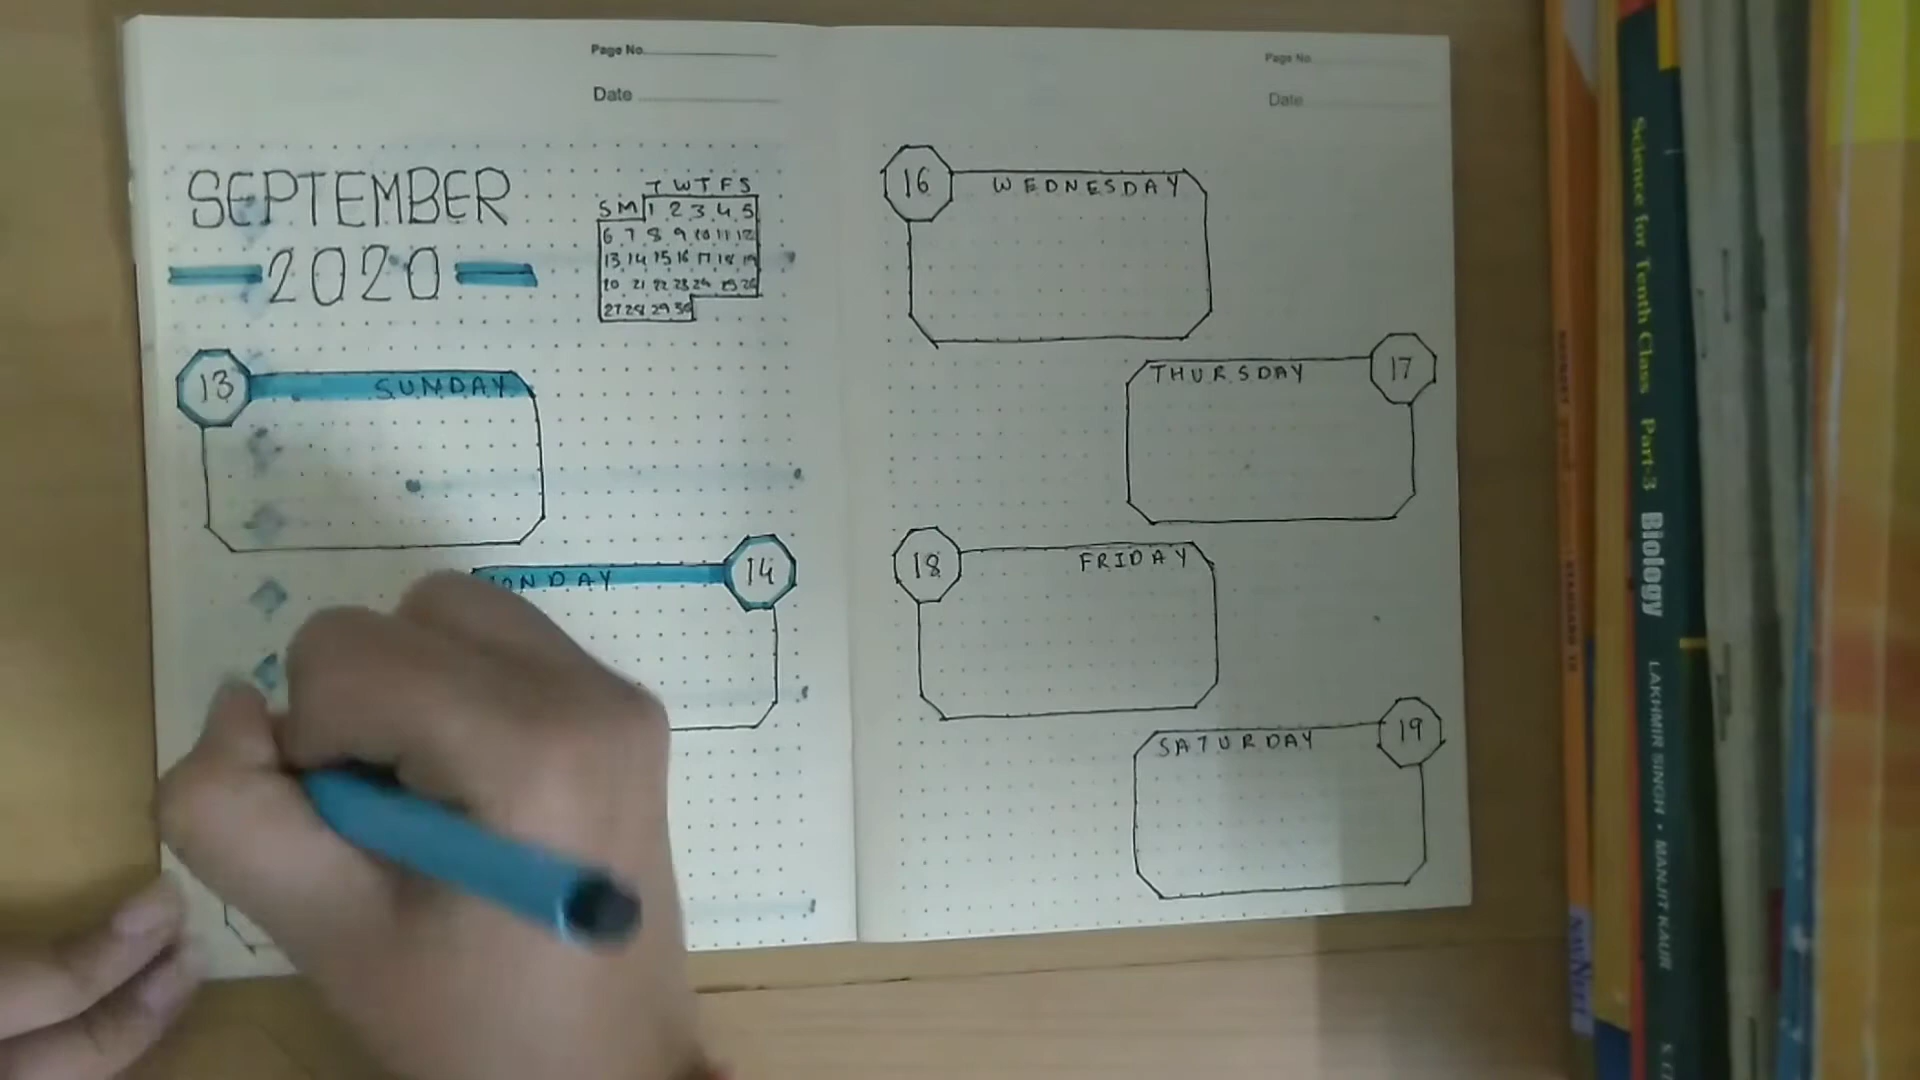 Page No.
Date
SEPTEMBER
2020
T W T F S
S M 1 2 3 4 5
6 7 8 9 10 11 12
13 14 15 16 17 18 19
20 21 22 23 24 25 26
27 28 29 30
13 SUNDAY
14
Page No.
Date
16 WEDNESDAY
THURSDAY 17
18 FRIDAY
SATURDAY 19
Science for Tenth Class Part-3 Biology
LAKHMIR SINGH • MANJIT KAUR